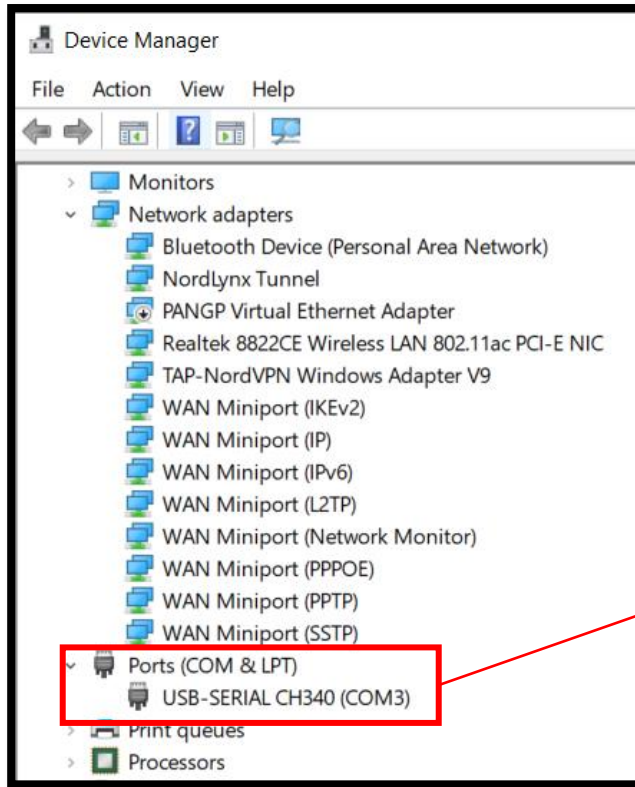 Device Manager
File Action View Help
Monitors
Network adapters
Bluetooth Device (Personal Area Network)
NordLynx Tunnel
PANGP Virtual Ethernet Adapter
Realtek 8822CE Wireless LAN 802.11ac PCI-E NIC
TAP-NordVPN Windows Adapter V9
WAN Miniport (IKEv2)
WAN Miniport (IP)
WAN Miniport (IPv6)
WAN Miniport (L2TP)
WAN Miniport (Network Monitor)
WAN Miniport (PPPOE)
WAN Miniport (PPTP)
WAN Miniport (SSTP)
Ports (COM & LPT)
USB-SERIAL CH340 (COM3)
Print queues
Processors